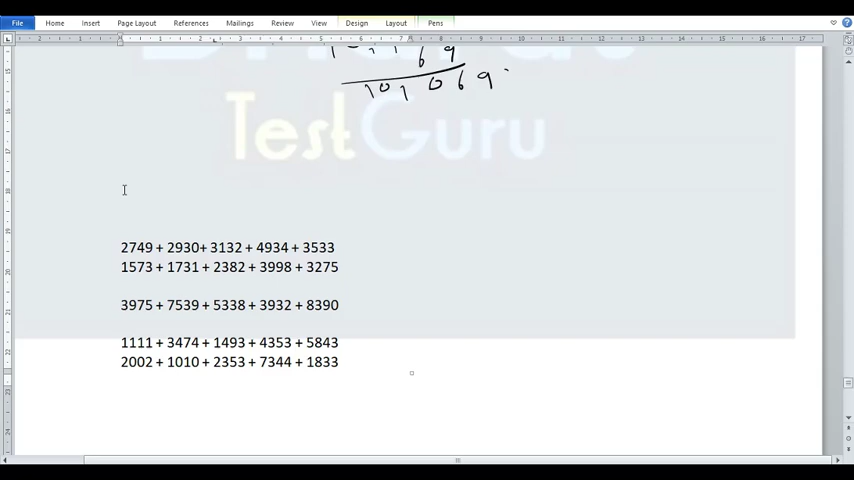 File Home Insert Page Layout References Mailings Review View Design Layout Pens
69
101069
TestGuru
2749 + 2930+ 3132 + 4934 + 3533
1573 + 1731 + 2382 + 3998 + 3275
3975 + 7539 + 5338 + 3932 + 8390
1111 + 3474 + 1493 + 4353 + 5843
2002 + 1010 + 2353 + 7344 + 1833